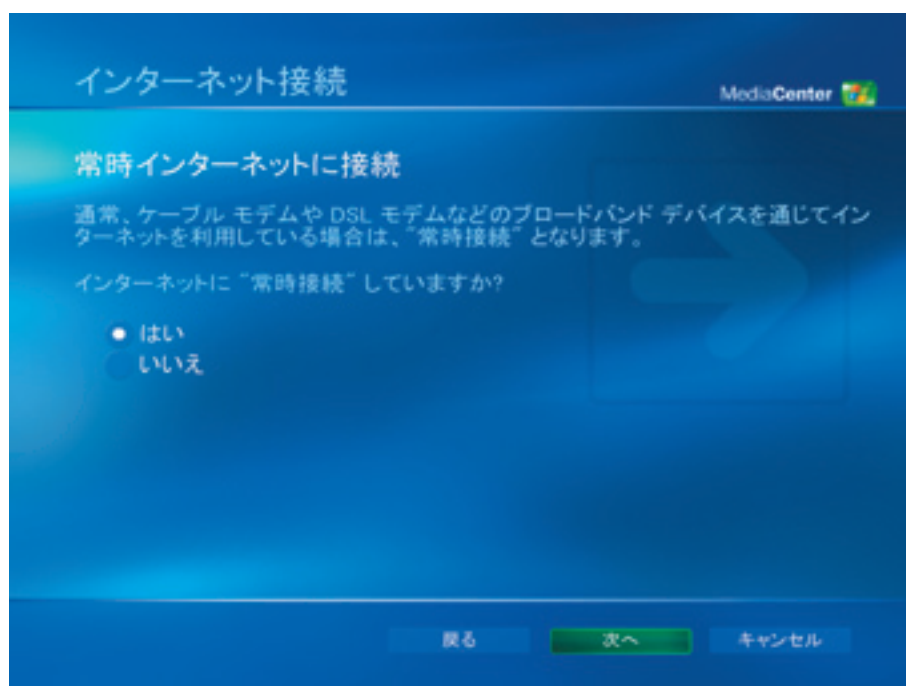 インターネット接続
MediaCenter
常時インターネットに接続
通常、ケーブル モデムや DSL モデムなどのブロードバンド デバイスを通じてイン
ターネットを利用している場合は、"常時接続" となります。
インターネットに "常時接続" していますか?
はい
いいえ
戻る 次へ キャンセル